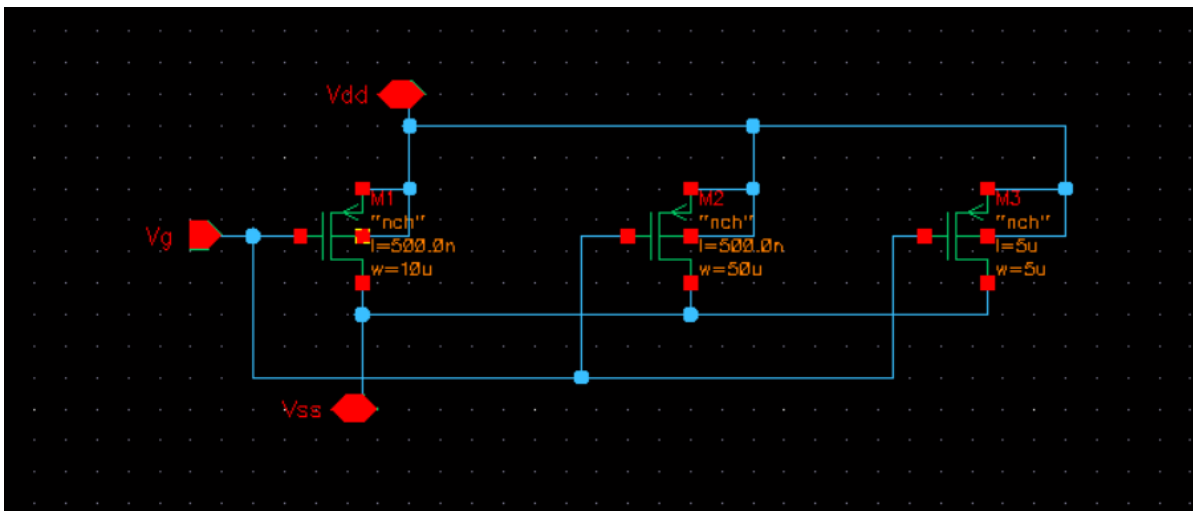 Vdd
Vg
M1
"nch"
l=500.0n
w=10u
M2
"nch"
l=500.0n
w=50u
M3
"nch"
l=5u
w=5u
Vss